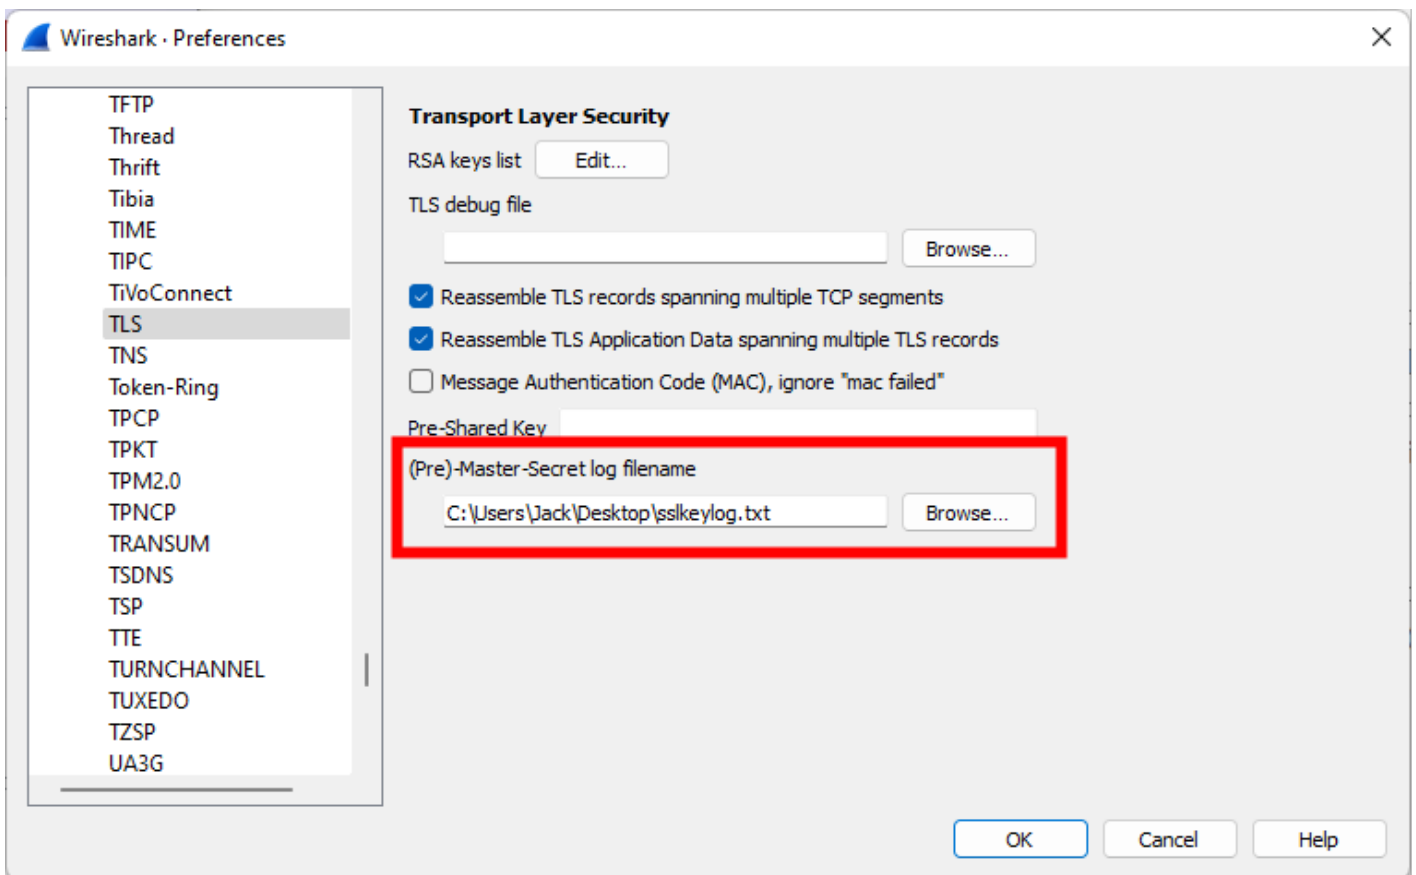 Wireshark · Preferences
TFTP
Thread
Thrift
Tibia
TIME
TIPC
TiVoConnect
TLS
TNS
Token-Ring
TPCP
TPKT
TPM2.0
TPNCP
TRANSUM
TSDNS
TSP
TTE
TURNCHANNEL
TUXEDO
TZSP
UA3G
Transport Layer Security
RSA keys list Edit...
TLS debug file
Browse...
Reassemble TLS records spanning multiple TCP segments
Reassemble TLS Application Data spanning multiple TLS records
Message Authentication Code (MAC), ignore "mac failed"
Pre-Shared Key
(Pre)-Master-Secret log filename
C:\Users\Jack\Desktop\sslkeylog.txt Browse...
OK Cancel Help